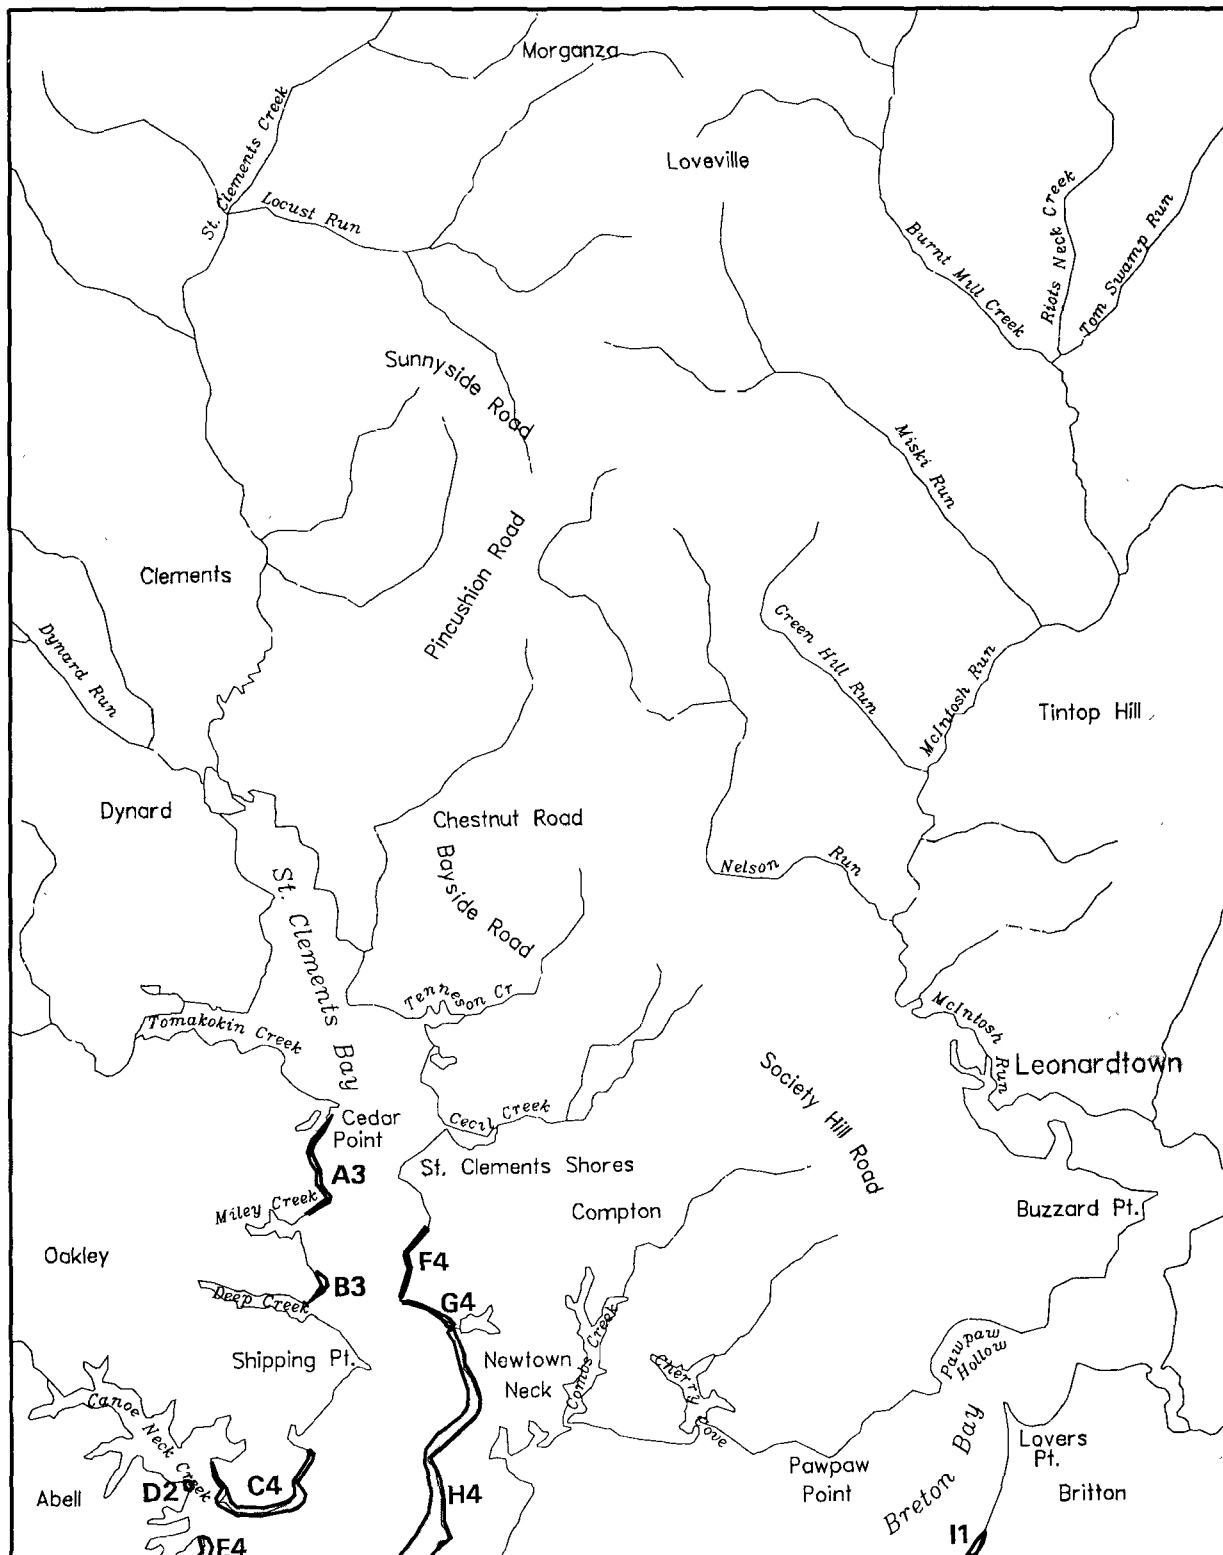 Morganza
St. Clements Creek
Loveville
Locust Run
Burnt Mill Creek
Riots Neck Creek
Tom Swamp Run
Sunnyside Road
Miski Run
Pincushion Road
Clements
Dynard Run
Green Hill Run
McIntosh Run
Tintop Hill
Dynard
Chestnut Road
Bayside Road
Nelson Run
St. Clements Bay
Tenneson Cr
Tomakokin Creek
McIntosh Run
Leonardtown
Society Hill Road
Cedar
Point
Cecil Creek
A3
St. Clements Shores
Miley Creek
Compton
Buzzard Pt.
Oakley
F4
B3
Deep Creek
G4
Combs Creek
Shipping Pt.
Newtown
Neck
Cherry Cove
Pawpaw
Hollow
Canoe Neck Creek
Breton Bay
Lovers
Pt.
Pawpaw
Point
Abell
D2
C4
H4
Britton
E4
I1